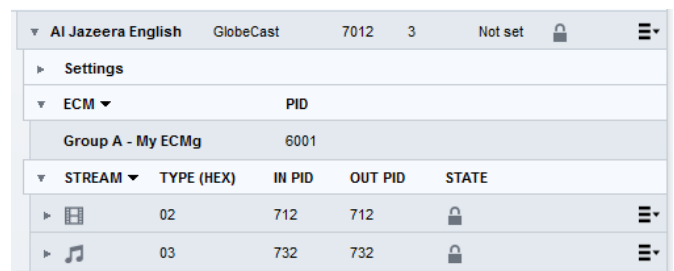 Al Jazeera English GlobeCast 7012 3 Not set
Settings
ECM PID
Group A - My ECMg 6001
STREAM TYPE (HEX) IN PID OUT PID STATE
02 712 712
03 732 732